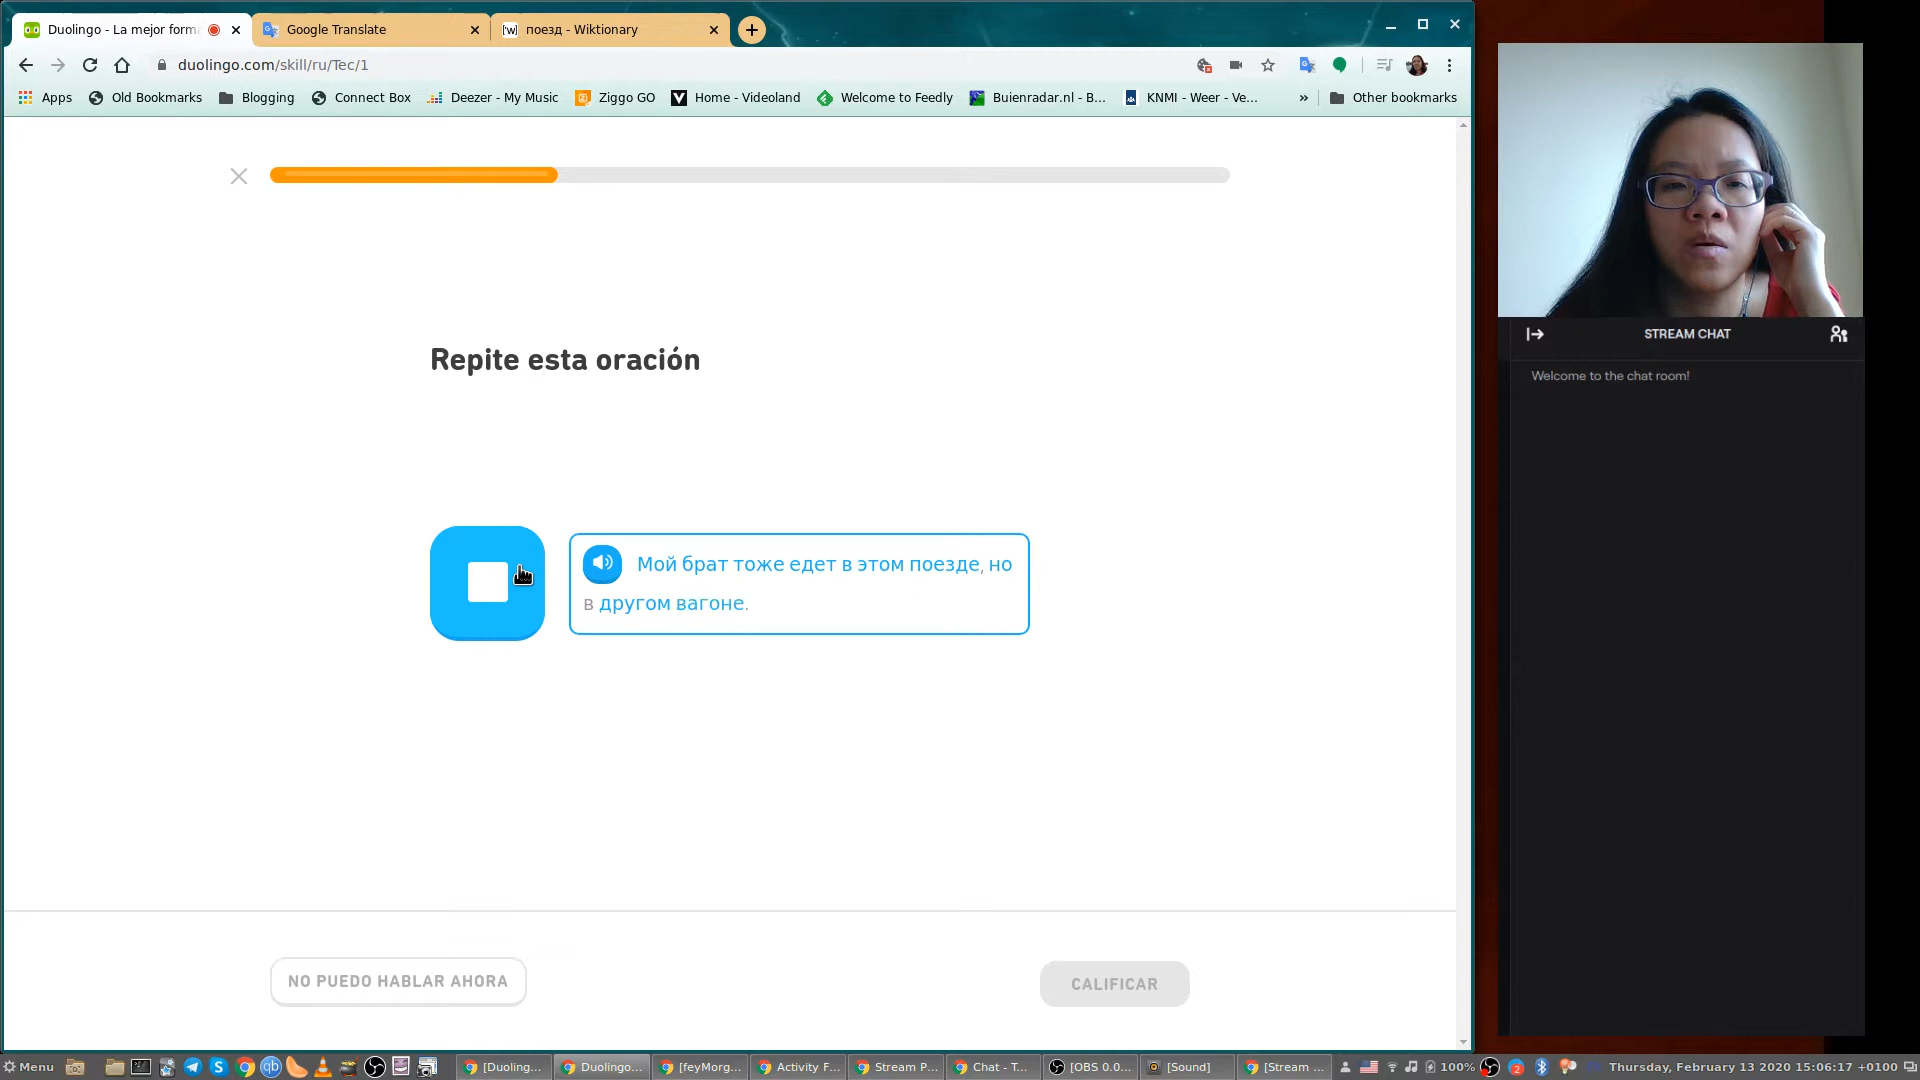 Duolingo - La mejor forma
Google Translate
поезд - Wiktionary
duolingo.com/skill/ru/Tec/1
Apps
Old Bookmarks
Blogging
Connect Box
Deezer - My Music
Ziggo GO
Home - Videoland
Welcome to Feedly
Buienradar.nl - B...
KNMI - Weer - Ve...
»
Other bookmarks
STREAM CHAT
Welcome to the chat room!
Repite esta oración
Мой брат тоже едет в этом поезде, но
в другом вагоне.
NO PUEDO HABLAR AHORA
CALIFICAR
Menu
[Duoling...
Duolingo...
[feyMorg...
Activity F...
Stream P...
Chat - T...
[OBS 0.0...
[Sound]
[Stream ...
100%
2
Thursday, February 13 2020 15:06:17 +0100